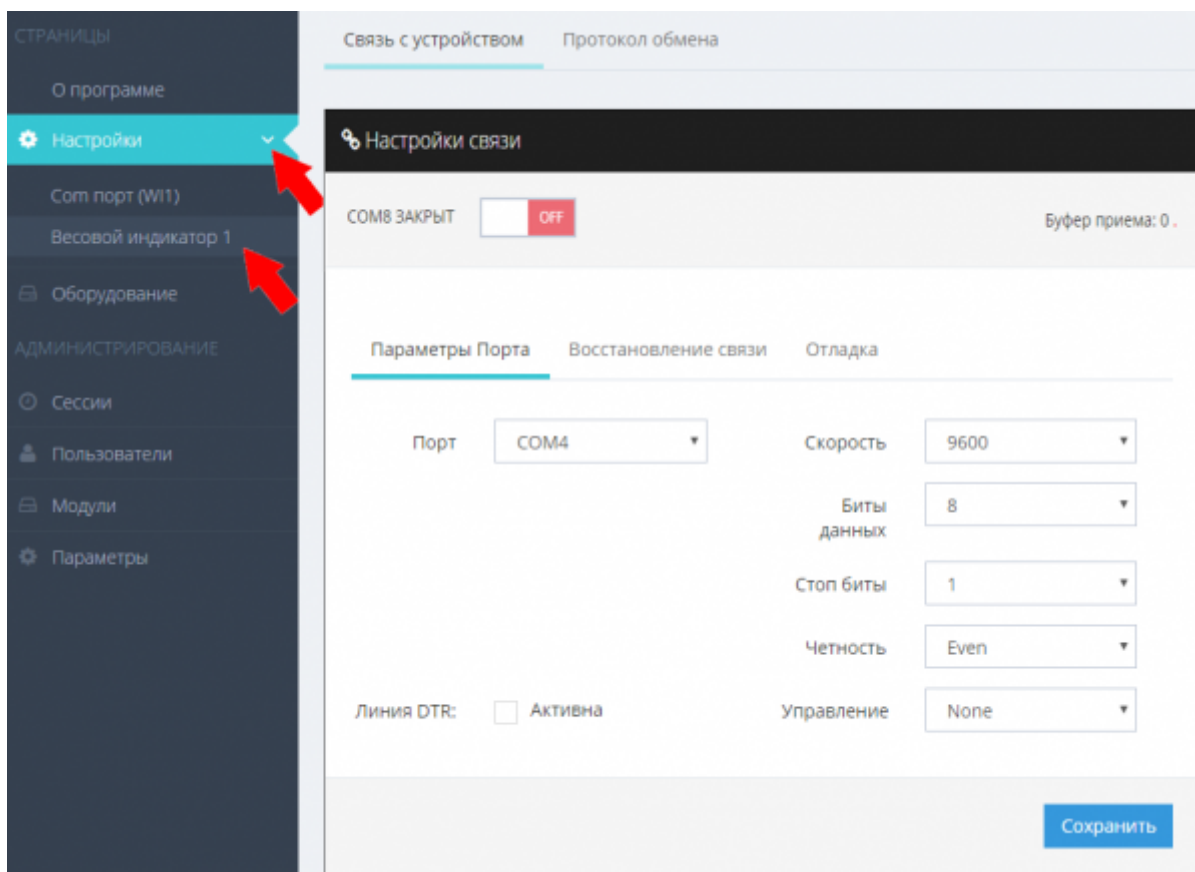 СТРАНИЦЫ
О программе
Настройки
Com порт (WI1)
Весовой индикатор 1
Оборудование
АДМИНИСТРИРОВАНИЕ
Сессии
Пользователи
Модули
Параметры
Связь с устройством Протокол обмена
Настройки связи
COM8 ЗАКРЫТ OFF Буфер приема: 0 .
Параметры Порта Восстановление связи Отладка
Порт COM4 Скорость 9600
Биты 8
данных
Стоп биты 1
Четность Even
Линия DTR: Активна Управление None
Сохранить